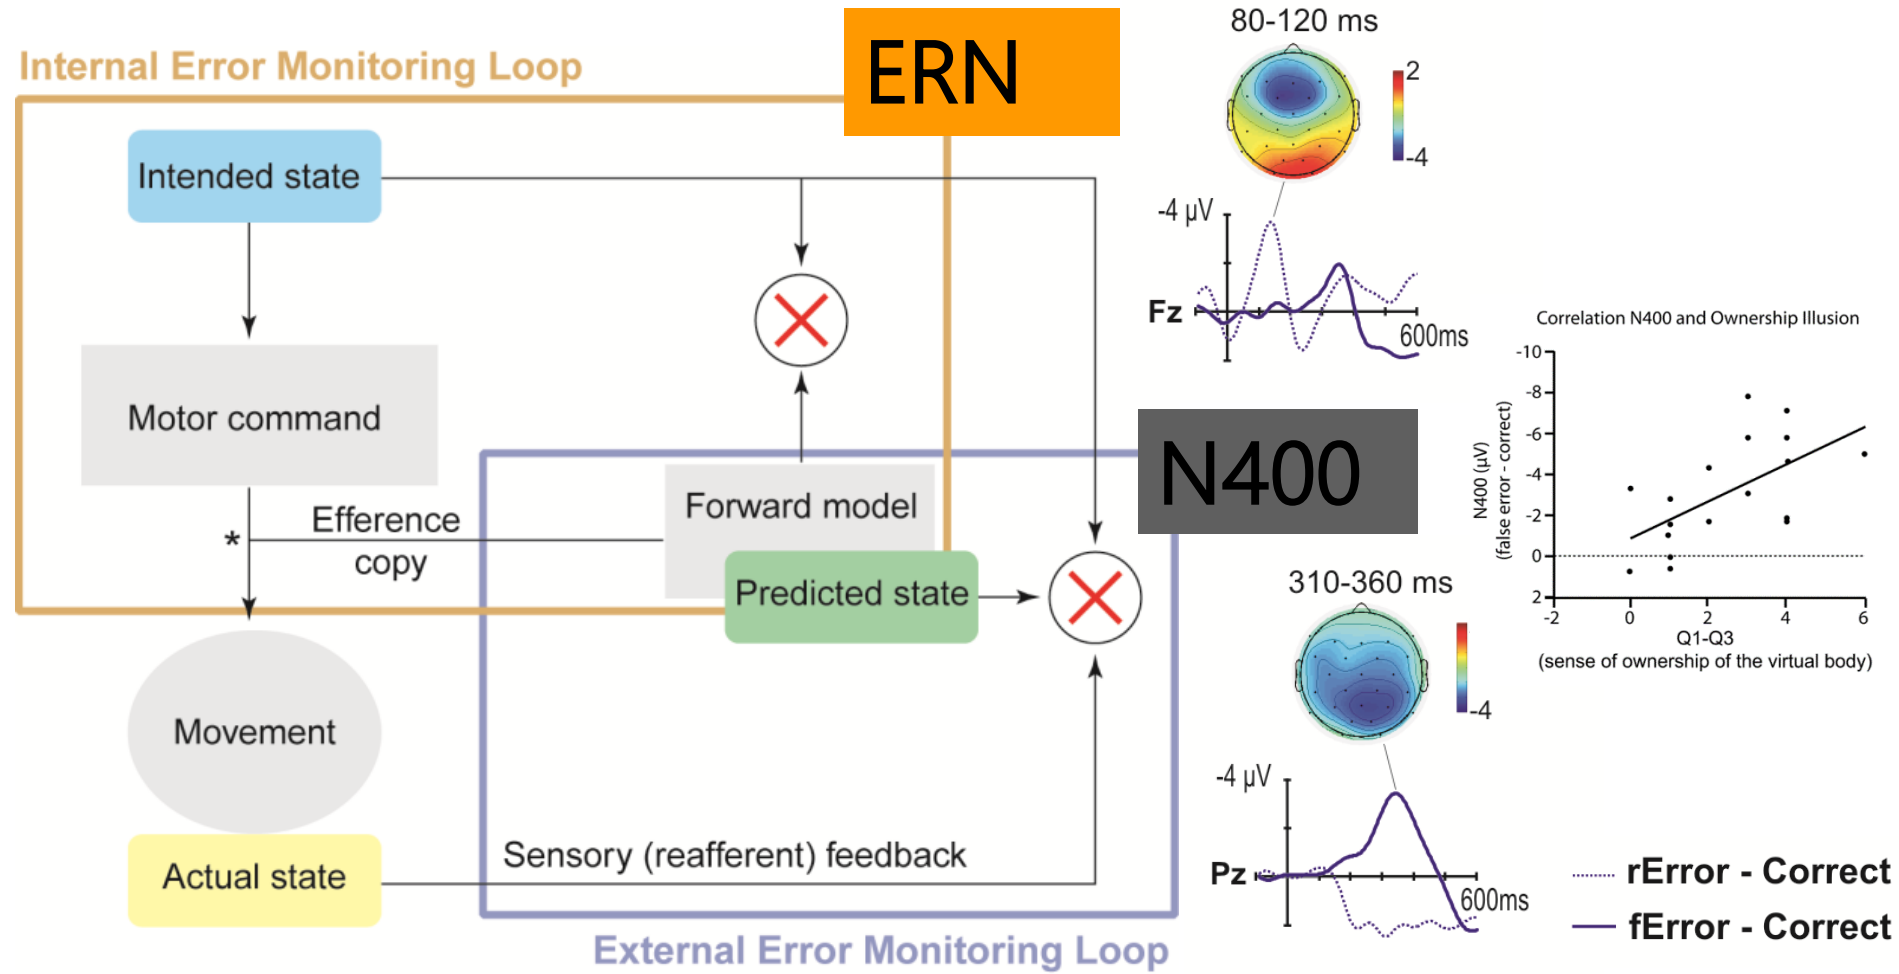 Internal Error Monitoring Loop
ERN
Intended state
Motor command
Efference
copy
*
Forward model
Predicted state
Movement
Actual state
Sensory (reafferent) feedback
External Error Monitoring Loop
N400
80-120 ms
2
-4
-4 µV
Fz
600ms
310-360 ms
-4
-4 µV
Pz
600ms
Correlation N400 and Ownership Illusion
N400 (µV)
(false error - correct)
-10
-8
-6
-4
-2
0
2
-2 0 2 4 6
Q1-Q3
(sense of ownership of the virtual body)
rError - Correct
fError - Correct